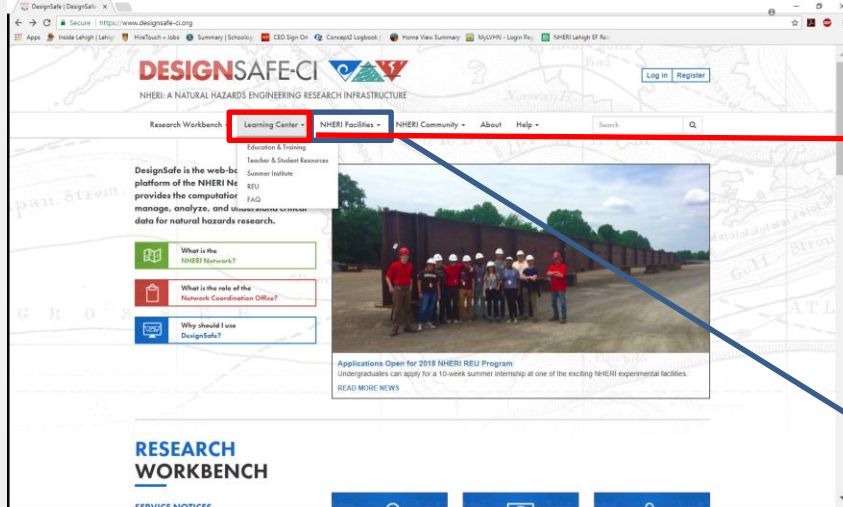 DesignSafe | DesignSafe-
Secure | https://www.designsafe-ci.org
Apps Inside Lehigh (Lehig HireTouch » Jobs Summary | Schoology CEO Sign On Concept2 Logbook | Home View Summary MyLVHN - Login Pag NHERI Lehigh EF Re
DESIGNSAFE-CI
NHERI: A NATURAL HAZARDS ENGINEERING RESEARCH INFRASTRUCTURE
Log in Register
Research Workbench Learning Center NHERI Facilities NHERI Community About Help Search
Education & Training
Teacher & Student Resources
Summer Institute
REU
FAQ
DesignSafe is the web-ba
platform of the NHERI Ne
provides the computation
manage, analyze, and understand critical
data for natural hazards research.
What is the
NHERI Network?
What is the role of the
Network Coordination Office?
Why should I use
DesignSafe?
Applications Open for 2018 NHERI REU Program
Undergraduates can apply for a 10-week summer internship at one of the exciting NHERI experimental facilities.
READ MORE NEWS
RESEARCH
WORKBENCH
SERVICE NOTICES